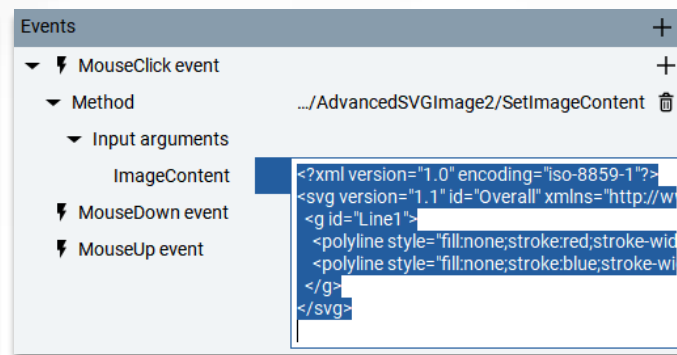 Events
MouseClick event
Method .../AdvancedSVGImage2/SetImageContent
Input arguments
ImageContent <?xml version="1.0" encoding="iso-8859-1"?>
<svg version="1.1" id="Overall" xmlns="http://w
<g id="Line1">
<polyline style="fill:none;stroke:red;stroke-wid
MouseDown event
<polyline style="fill:none;stroke:blue;stroke-wi
MouseUp event
</g>
</svg>